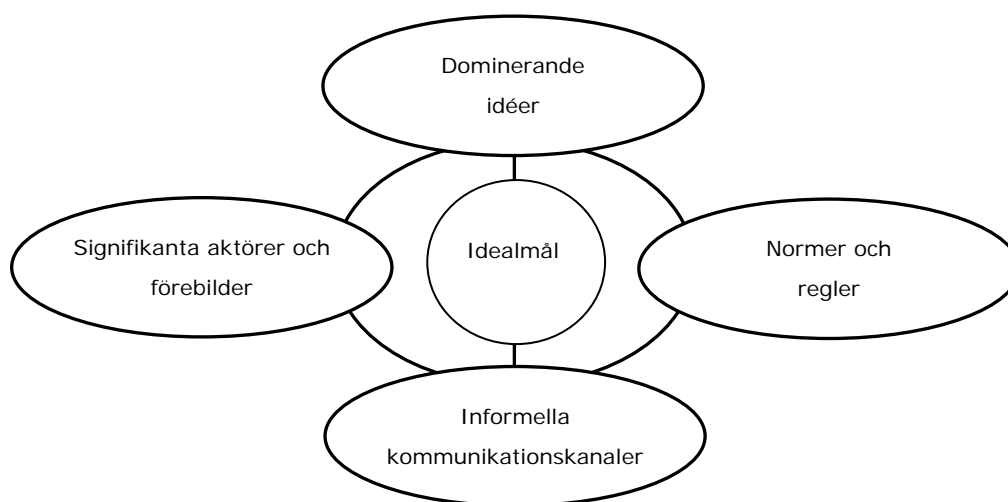 Dominerande
idéer
Signifikanta aktörer och
förebilder
Idealmål
Normer och
regler
Informella
kommunikationskanaler